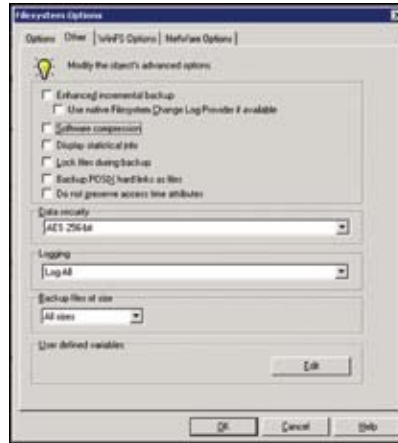 Filesystem Options
Options Other WinFS Options NetWare Options
Modify the object's advanced options
Enhanced incremental backup
Use native Filesystem Change Log Provider if available
Software compression
Display statistical info
Lock files during backup
Backup POSIX hard links as files
Do not preserve access time attributes
Data security
AES 256-bit
Logging
Log All
Backup files of size
All sizes
User defined variables
Edit
OK Cancel Help